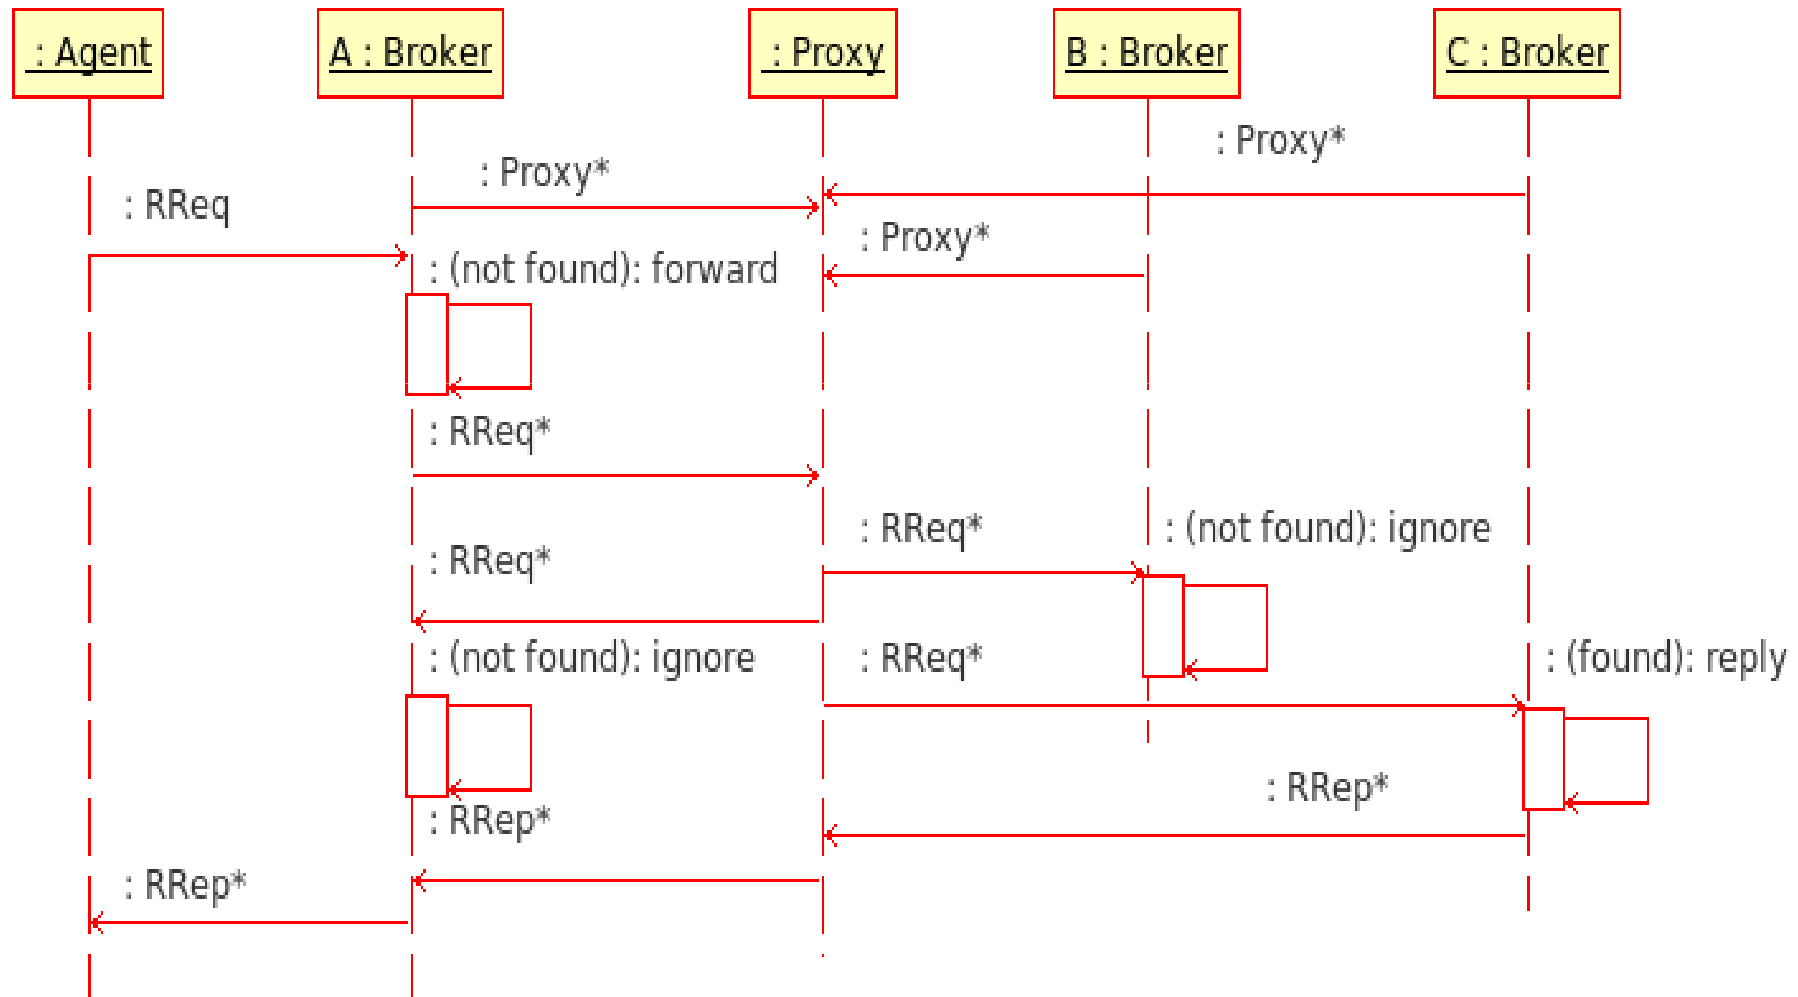 : Agent
A : Broker
: Proxy
B : Broker
C : Broker
: Proxy*
: Proxy*
: RReq
: Proxy*
: (not found): forward
: RReq*
: RReq*
: (not found): ignore
: RReq*
: (not found): ignore
: RReq*
: (found): reply
: RRep*
: RRep*
: RRep*